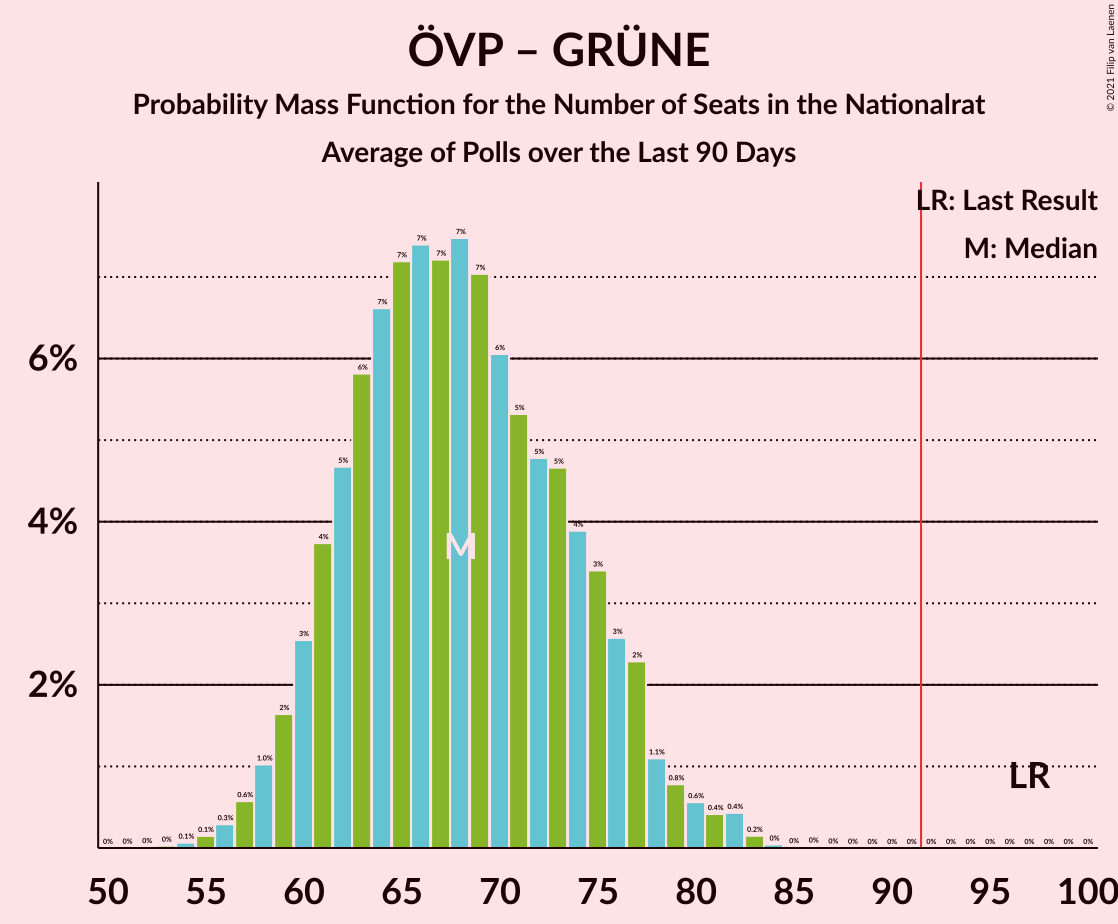 ÖVP – GRÜNE
Probability Mass Function for the Number of Seats in the Nationalrat
Average of Polls over the Last 90 Days
© 2021 Filip van Laenen
LR: Last Result
M: Median
6%
4%
2%
0% 0% 0% 0% 0.1% 0.1% 0.3% 0.6% 1.0% 2% 3% 4% 5% 6% 7% 7% 7% 7% 7% 7% 6% 5% 5% 5% 4% 3% 3% 2% 1.1% 0.8% 0.6% 0.4% 0.4% 0.2% 0% 0% 0% 0% 0% 0% 0% 0% 0% 0% 0% 0% 0% 0% 0% 0% 0%
M
LR
50 55 60 65 70 75 80 85 90 95 100